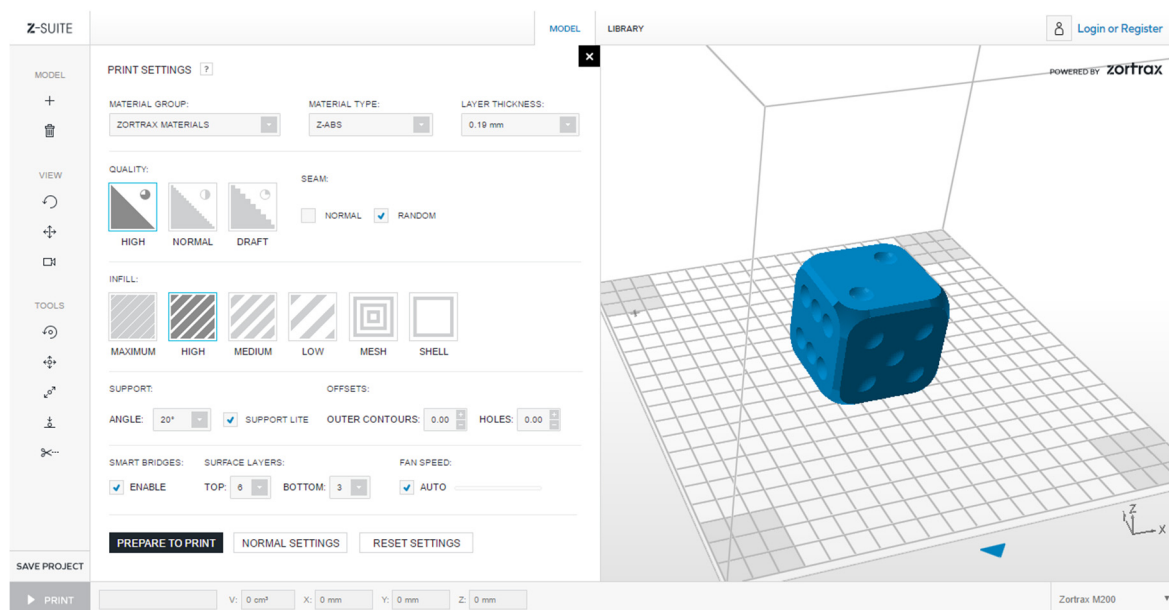 Z-SUITE
MODEL LIBRARY
Login or Register
MODEL
VIEW
TOOLS
SAVE PROJECT
PRINT
PRINT SETTINGS ?
MATERIAL GROUP: MATERIAL TYPE: LAYER THICKNESS:
ZORTRAX MATERIALS Z-ABS 0.19 mm
QUALITY: SEAM:
NORMAL RANDOM
HIGH NORMAL DRAFT
INFILL:
MAXIMUM HIGH MEDIUM LOW MESH SHELL
SUPPORT: OFFSETS:
ANGLE: 20° SUPPORT LITE OUTER CONTOURS: 0.00 HOLES: 0.00
SMART BRIDGES: SURFACE LAYERS: FAN SPEED:
ENABLE TOP: 6 BOTTOM: 3 AUTO
PREPARE TO PRINT NORMAL SETTINGS RESET SETTINGS
POWERED BY zortrax
Z
X
V: 0 cm³ X: 0 mm Y: 0 mm Z: 0 mm
Zortrax M200